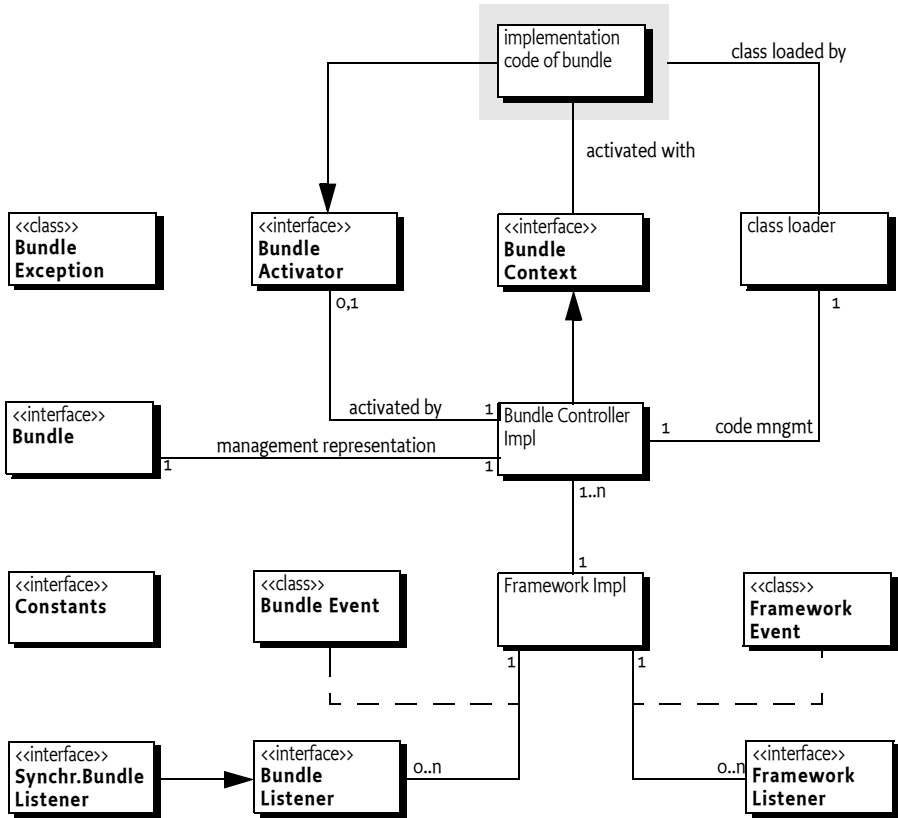 implementation
code of bundle
class loaded by
activated with
<<class>>
Bundle
Exception
<<interface>>
Bundle
Activator
<<interface>>
Bundle
Context
class loader
0,1
1
<<interface>>
Bundle
activated by
1
Bundle Controller
Impl
1
code mngmt
management representation
1
1
1..n
1
<<interface>>
Constants
<<class>>
Bundle Event
Framework Impl
<<class>>
Framework
Event
1
1
<<interface>>
Synchr.Bundle
Listener
<<interface>>
Bundle
Listener
0..n
0..n
<<interface>>
Framework
Listener